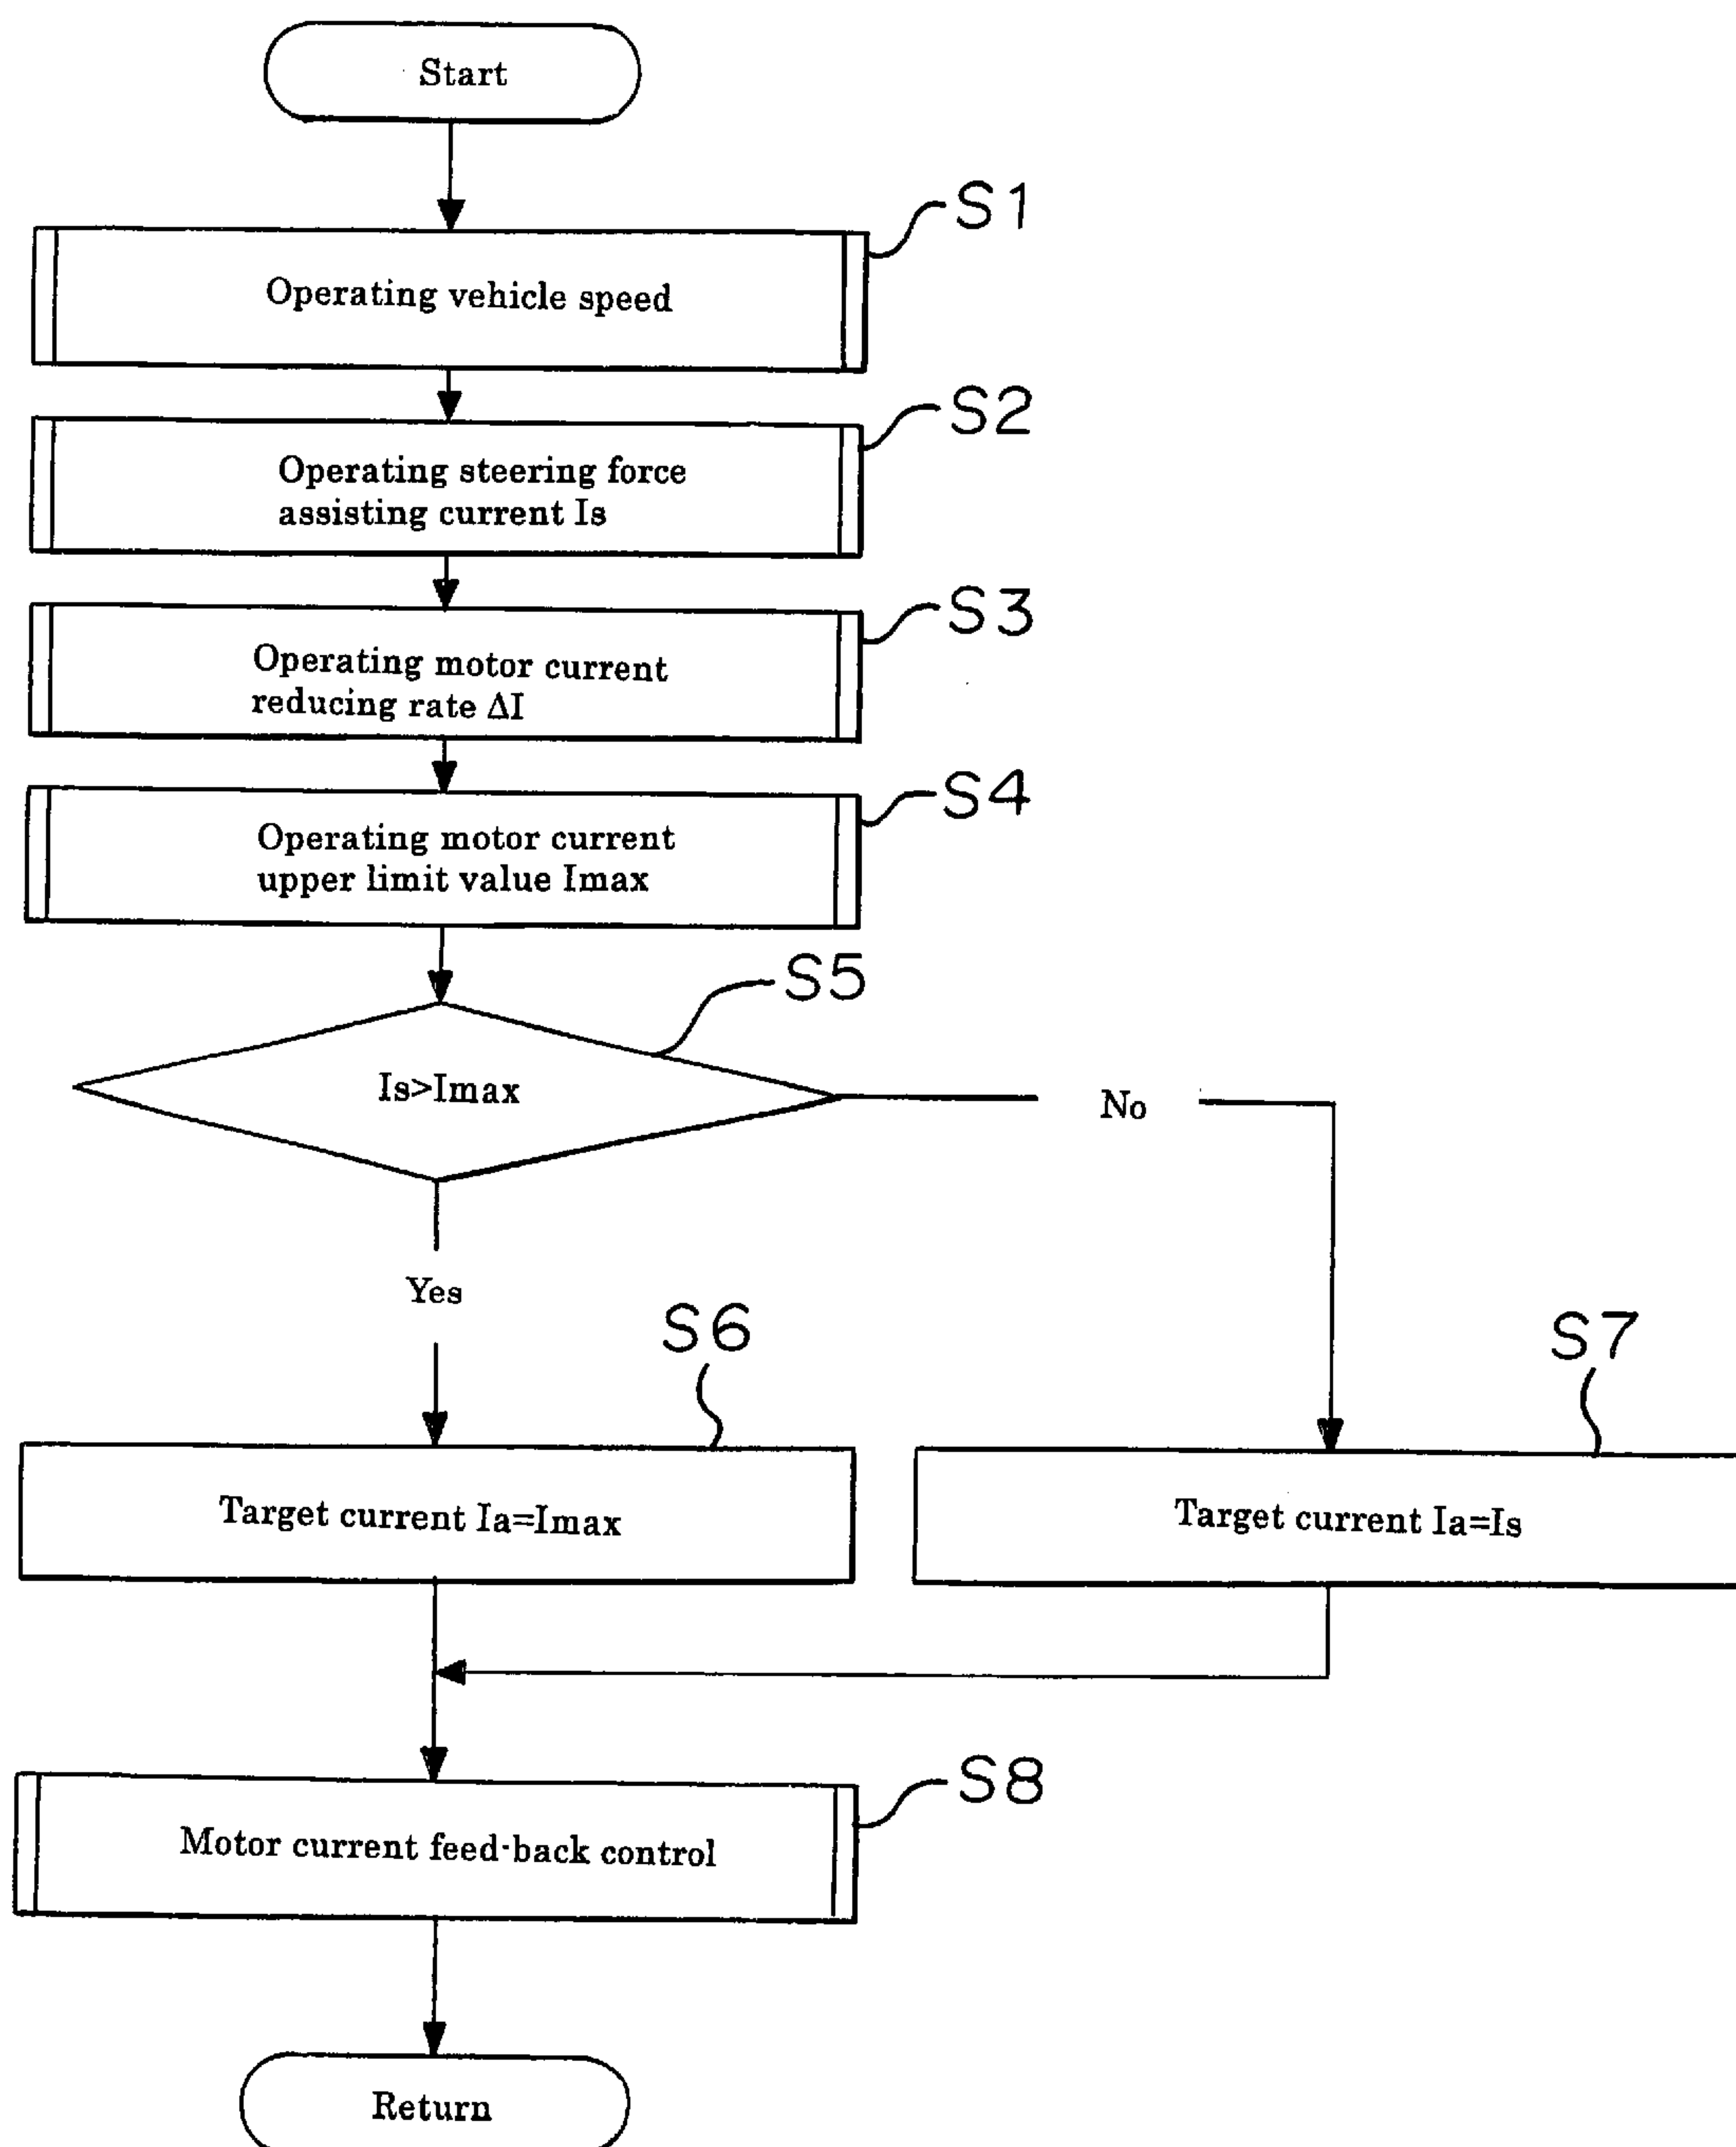 Start
S1
Operating vehicle speed
S2
Operating steering force
assisting current Is
S3
Operating motor current
reducing rate ΔI
S4
Operating motor current
upper limit value Imax
S5
Is>Imax
No
Yes
S6
S7
Target current Ia=Imax
Target current Ia=Is
S8
Motor current feed-back control
Return